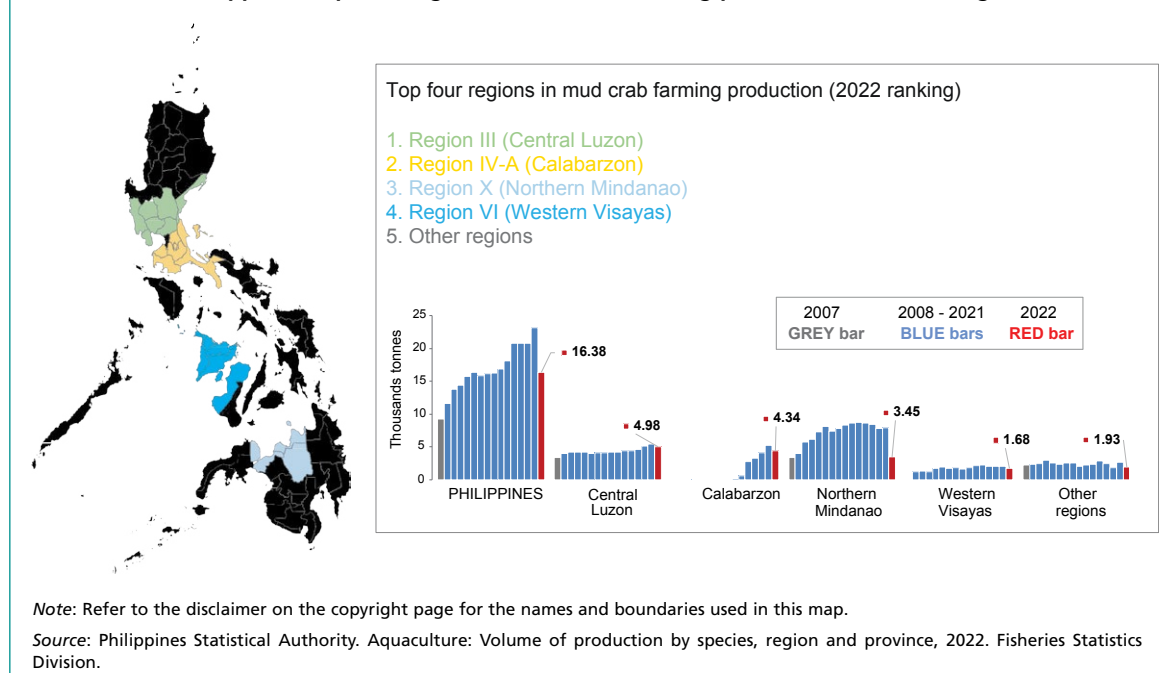 Top four regions in mud crab farming production (2022 ranking)
1. Region III (Central Luzon)
2. Region IV-A (Calabarzon)
3. Region X (Northern Mindanao)
4. Region VI (Western Visayas)
5. Other regions
2007 2008 - 2021 2022
GREY bar BLUE bars RED bar
Thousands tonnes
25
20
15
10
5
0
16.38
4.98
4.34
3.45
1.68
1.93
PHILIPPINES
Central
Luzon
Calabarzon
Northern
Mindanao
Western
Visayas
Other
regions
Note: Refer to the disclaimer on the copyright page for the names and boundaries used in this map.
Source: Philippines Statistical Authority. Aquaculture: Volume of production by species, region and province, 2022. Fisheries Statistics
Division.